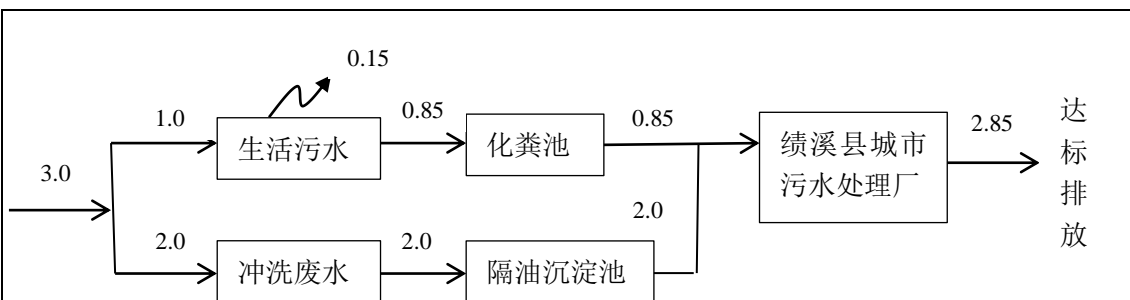 0.15
1.0
生活污水
0.85
化粪池
0.85
绩溪县城市
污水处理厂
2.85
达
标
排
放
3.0
2.0
冲洗废水
2.0
隔油沉淀池
2.0